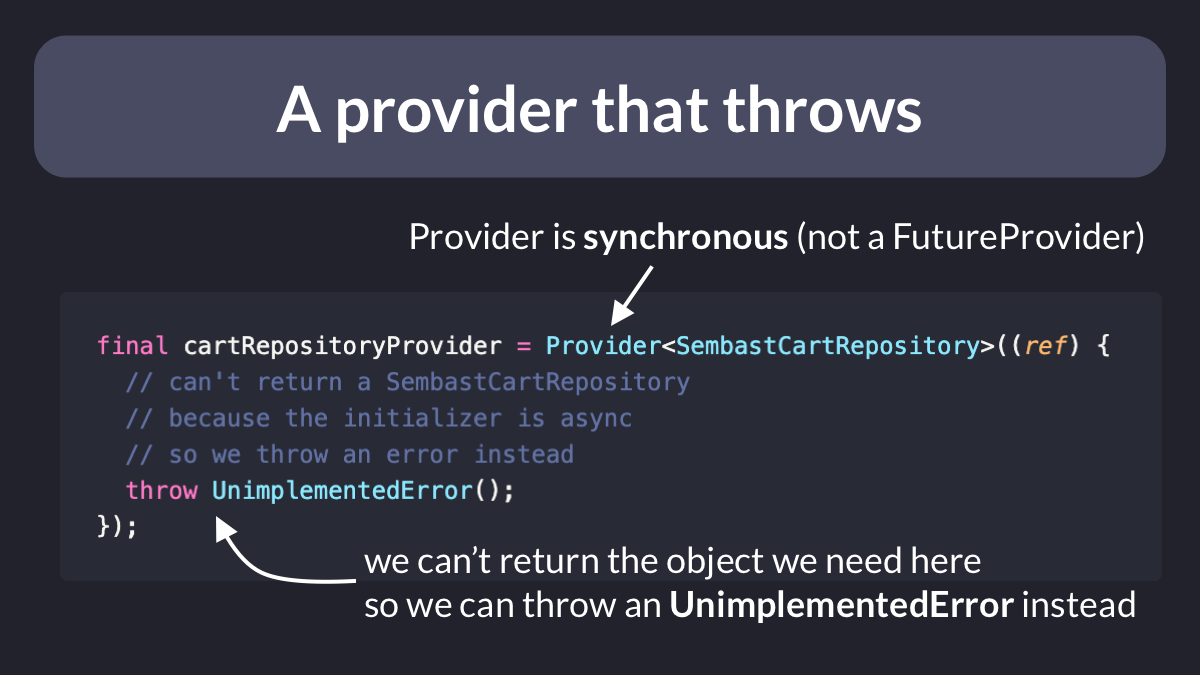 A provider that throws
Provider is synchronous (not a FutureProvider)
final cartRepositoryProvider = Provider<SembastCartRepository>((ref) {
  // can't return a SembastCartRepository
  // because the initializer is async
  // so we throw an error instead
  throw UnimplementedError();
});
we can’t return the object we need here
so we can throw an UnimplementedError instead